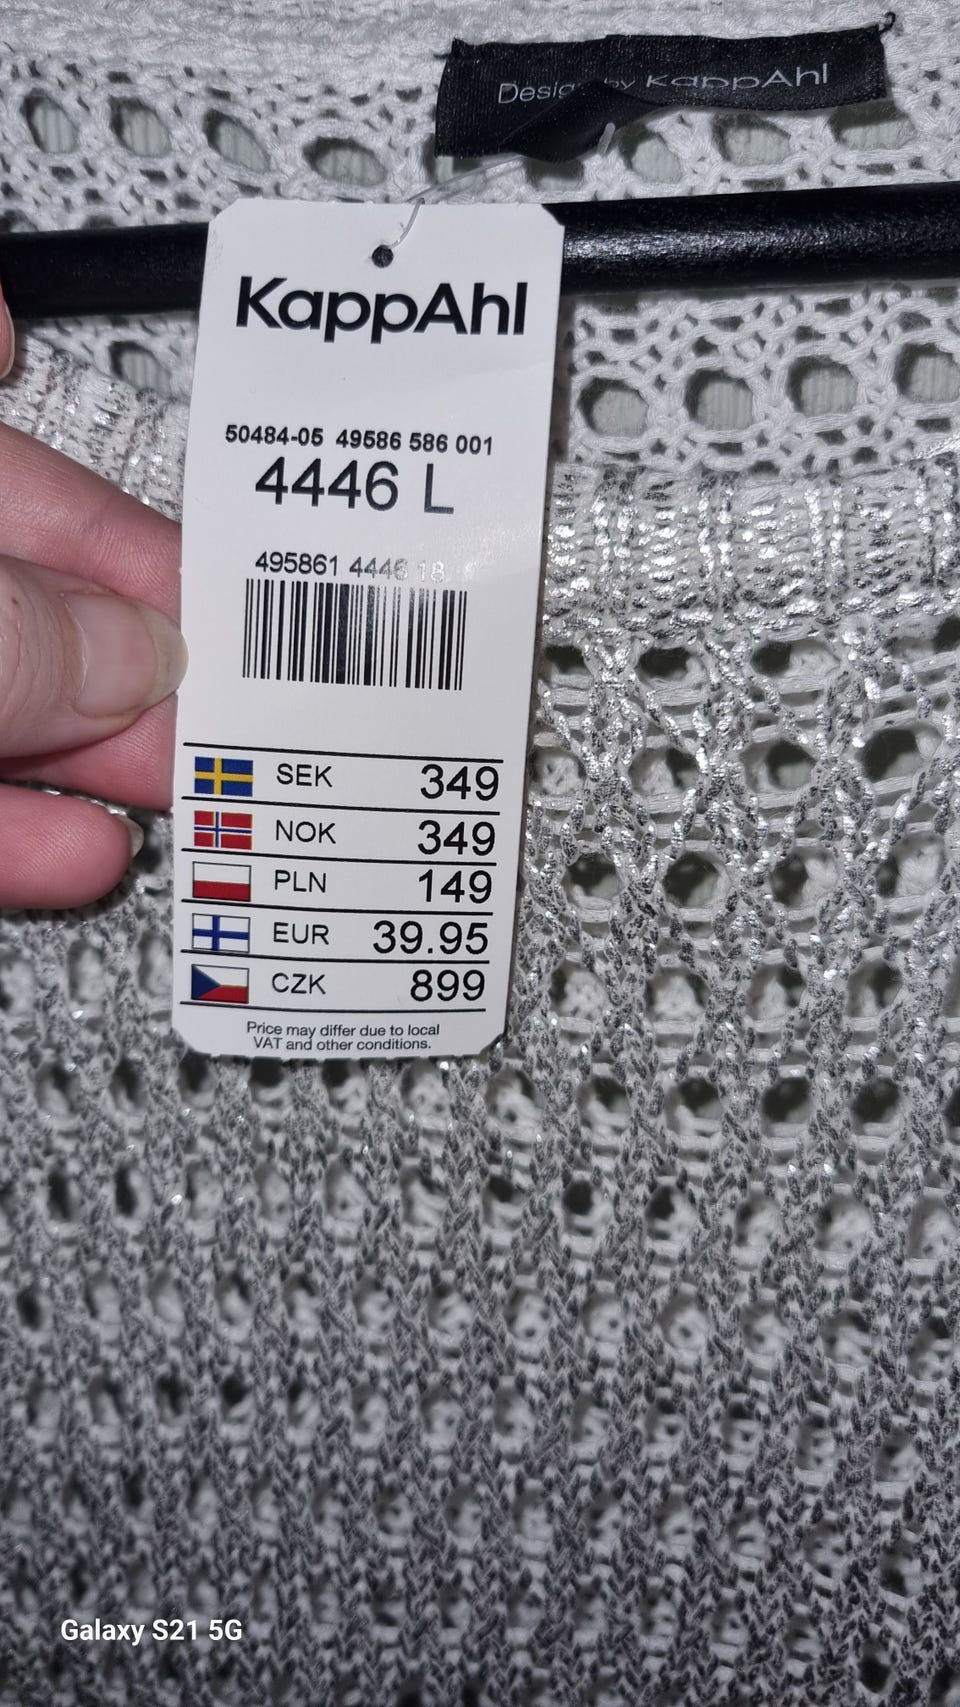 Design by KappAhl
KappAhl
50484-05 49586 586 001
4446 L
495861 4446 18
SEK 349
NOK 349
PLN 149
EUR 39.95
CZK 899
Price may differ due to local
VAT and other conditions.
Galaxy S21 5G